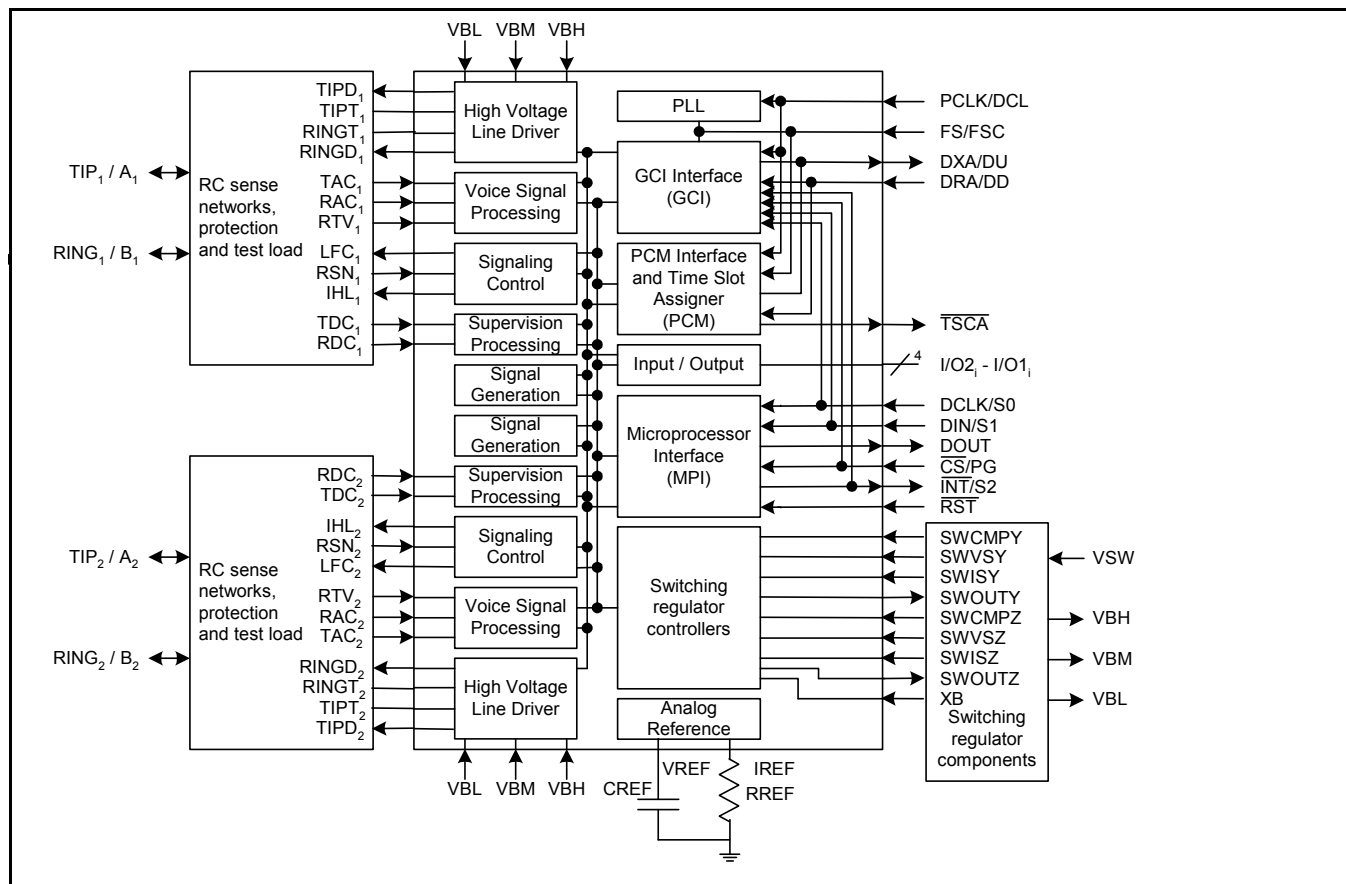 VBL VBM VBH
TIPD₁
TIPT₁
RINGT₁
RINGD₁
TAC₁
RAC₁
RTV₁
LFC₁
RSN₁
IHL₁
TDC₁
RDC₁
TIP₁ / A₁
RING₁ / B₁
RC sense
networks,
protection
and test load
High Voltage
Line Driver
Voice Signal
Processing
Signaling
Control
Supervision
Processing
Signal
Generation
Signal
Generation
Supervision
Processing
Signaling
Control
Voice Signal
Processing
High Voltage
Line Driver
PLL
GCI Interface
(GCI)
PCM Interface
and Time Slot
Assigner
(PCM)
Input / Output
Microprocessor
Interface
(MPI)
Switching
regulator
controllers
Analog
Reference
PCLK/DCL
FS/FSC
DXA/DU
DRA/DD
TSCA
4
I/O2ᵢ - I/O1ᵢ
DCLK/S0
DIN/S1
DOUT
CS/PG
INT/S2
RST
SWCMPY
SWVSY
SWISY
SWOUTY
SWCMPZ
SWVSZ
SWISZ
SWOUTZ
XB
Switching
regulator
components
VSW
VBH
VBM
VBL
RDC₂
TDC₂
IHL₂
RSN₂
LFC₂
RTV₂
RAC₂
TAC₂
RINGD₂
RINGT₂
TIPT₂
TIPD₂
TIP₂ / A₂
RING₂ / B₂
RC sense
networks,
protection
and test load
VBL VBM VBH
VREF
CREF
IREF
RREF